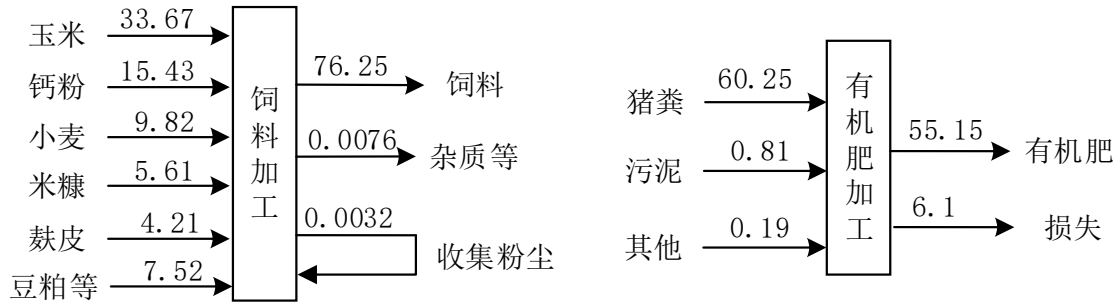 玉米 33.67
钙粉 15.43
小麦 9.82
米糠 5.61
麸皮 4.21
豆粕等 7.52
饲料加工
76.25 饲料
0.0076 杂质等
0.0032 收集粉尘
猪粪 60.25
污泥 0.81
其他 0.19
有机肥加工
55.15 有机肥
6.1 损失